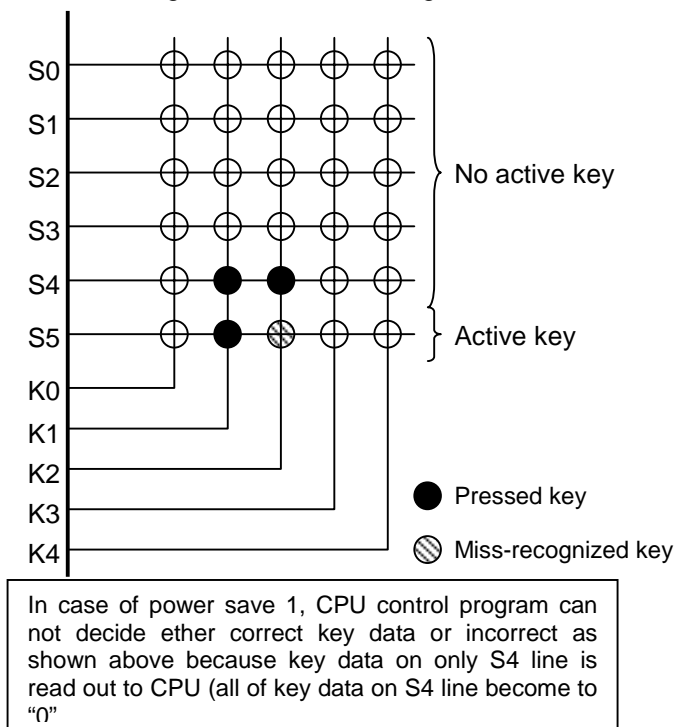 S0
S1
S2
S3
No active key
S4
S5
Active key
K0
K1
K2
K3
K4
Pressed key
Miss-recognized key
In case of power save 1, CPU control program can
not decide ether correct key data or incorrect as
shown above because key data on only S4 line is
read out to CPU (all of key data on S4 line become to
“0”